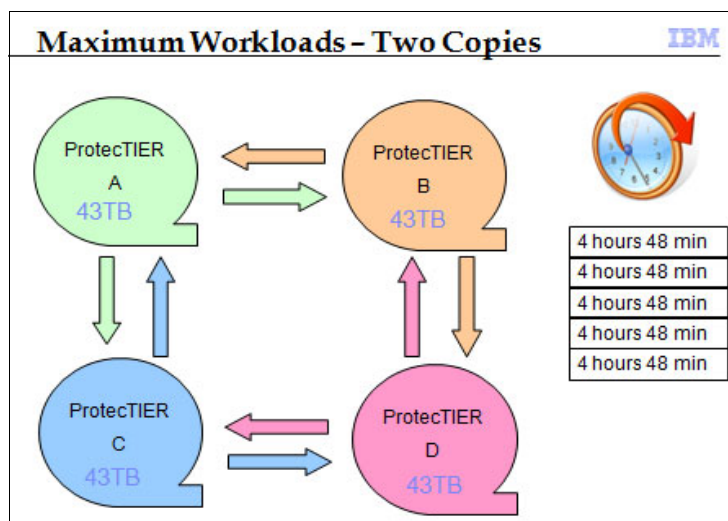 Maximum Workloads – Two Copies
IBM
ProtecTIER
A
43TB
ProtecTIER
B
43TB
4 hours 48 min
4 hours 48 min
4 hours 48 min
4 hours 48 min
4 hours 48 min
ProtecTIER
C
43TB
ProtecTIER
D
43TB